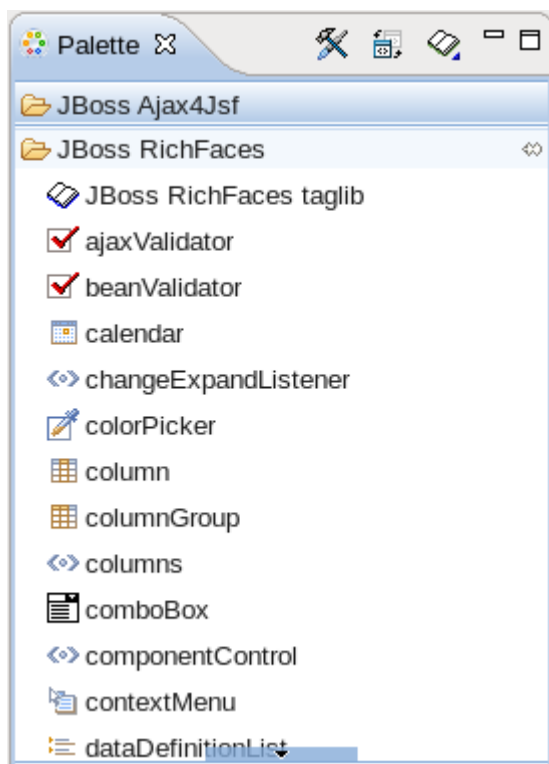 Palette
JBoss Ajax4Jsf
JBoss RichFaces
JBoss RichFaces taglib
ajaxValidator
beanValidator
calendar
changeExpandListener
colorPicker
column
columnGroup
columns
comboBox
componentControl
contextMenu
dataDefinitionList